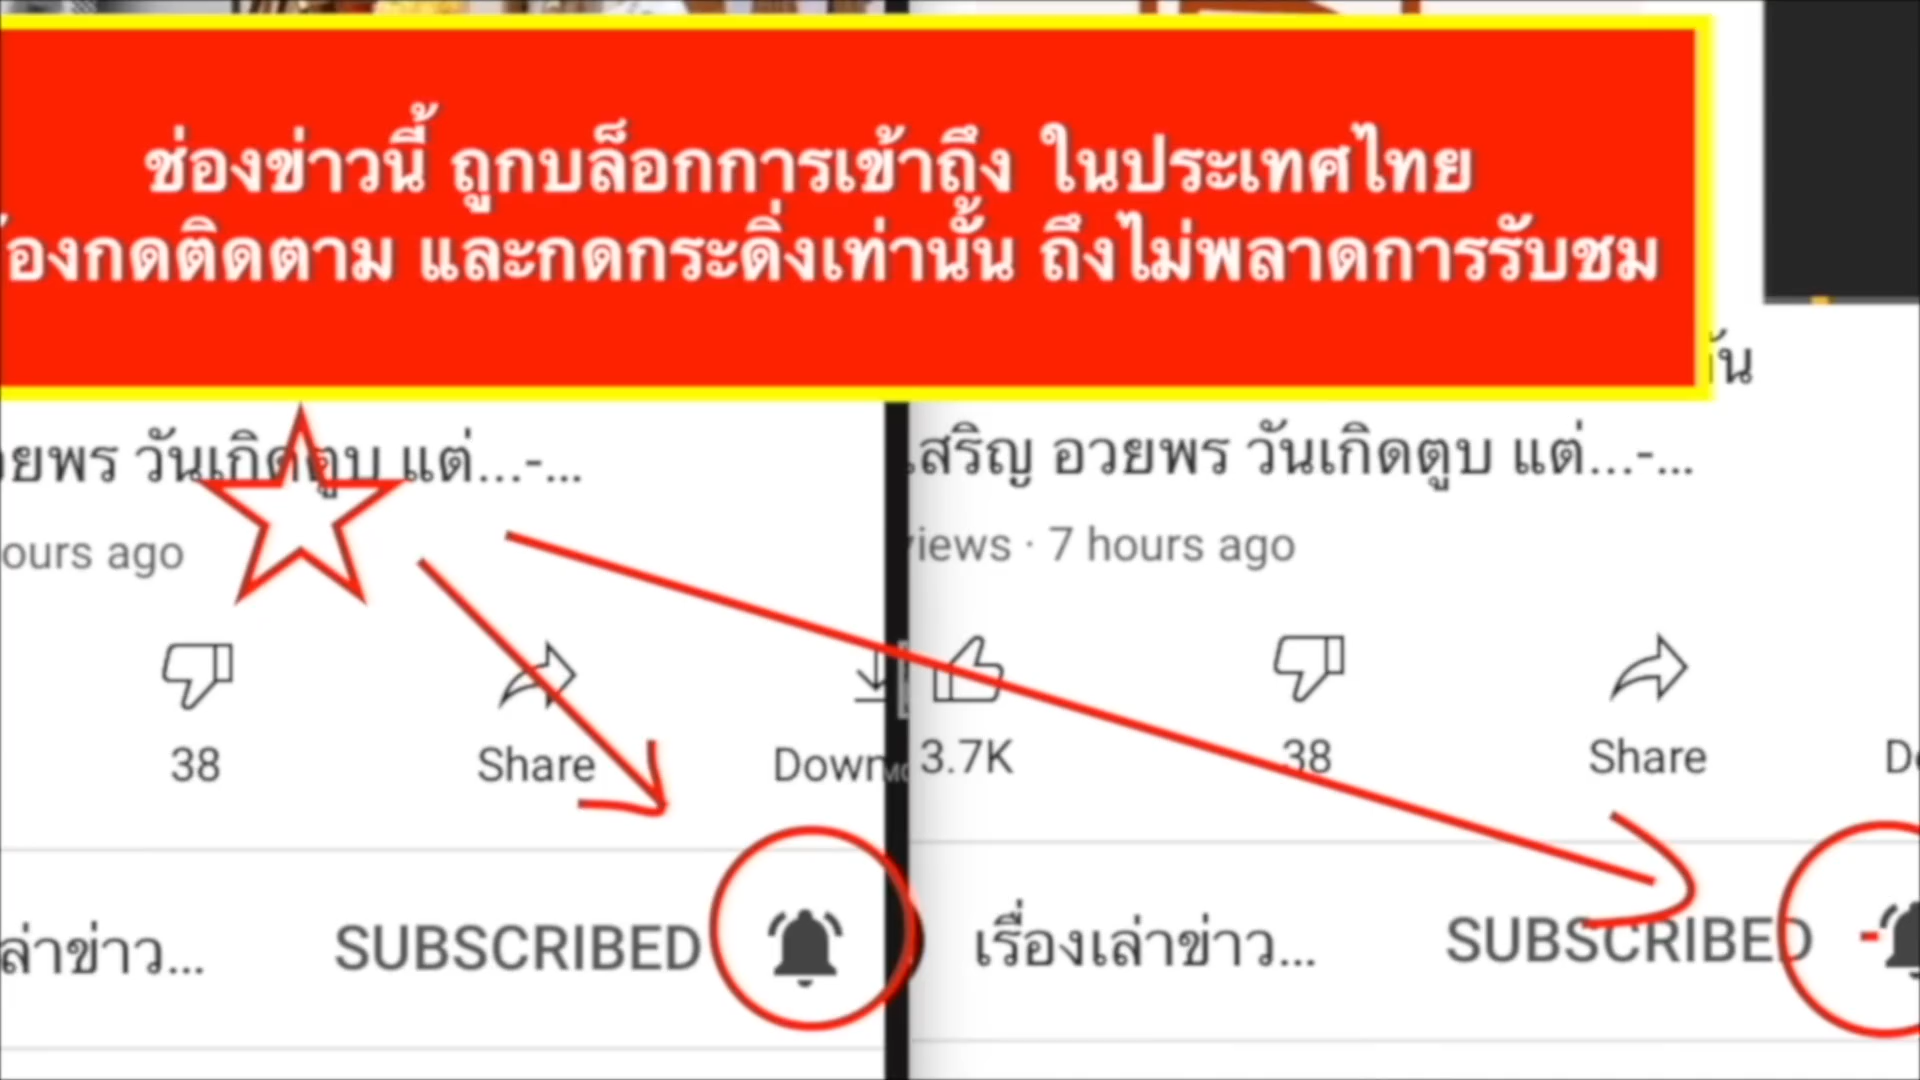 ช่องข่าวนี้ ถูกบล็อกการเข้าถึง ในประเทศไทย
องกดติดตาม และกดกระดิ่งเท่านั้น ถึงไม่พลาดการรับชม
วยพร วันเกิดตูบ แต่...-...
ours ago
38
Share
Down
ล่าข่าว...
SUBSCRIBED
สริญ อวยพร วันเกิดตูบ แต่...-...
iews · 7 hours ago
3.7K
38
Share
เรื่องเล่าข่าว...
SUBSCRIBED